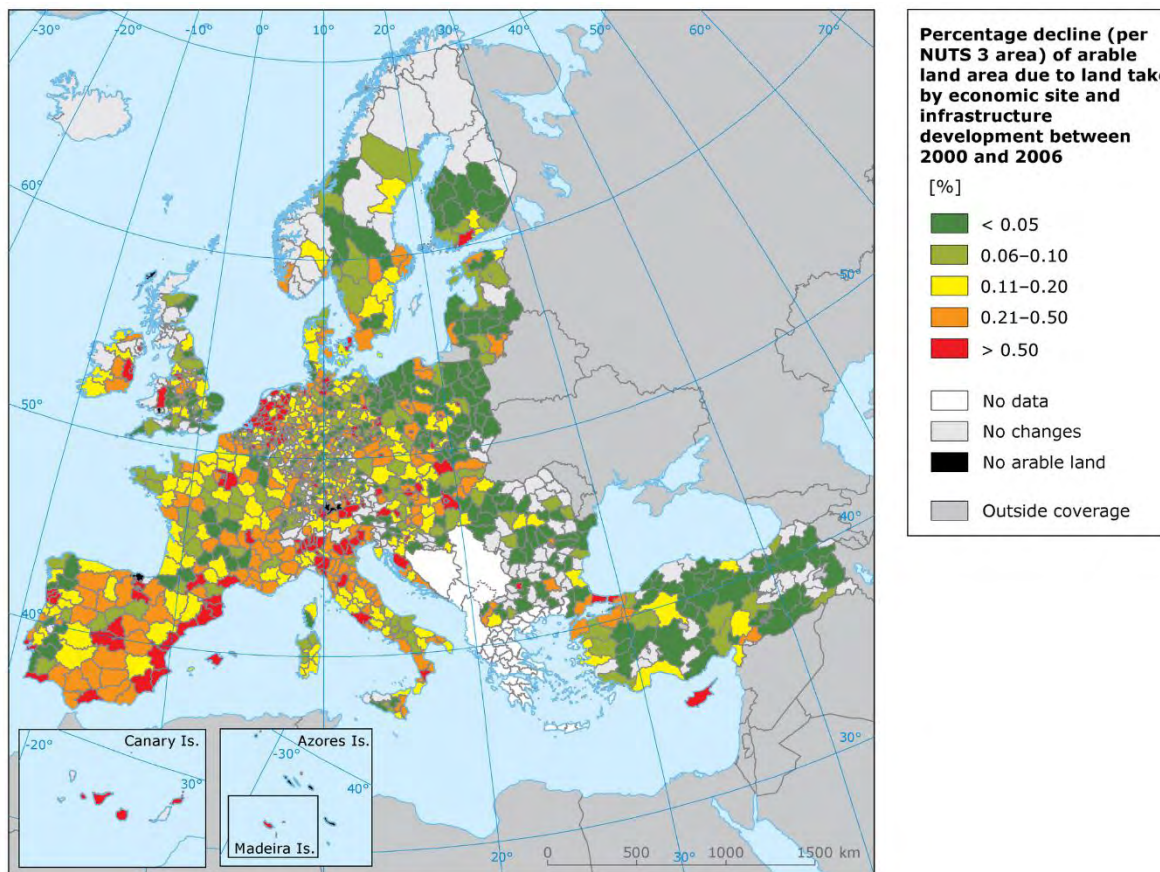 -30°
-20°
-10°
0°
10°
20°
30°
40°
50°
60°
70°
60°
50°
40°
50°
40°
30°
Canary Is.
-20°
30°
Azores Is.
-30°
40°
Madeira Is.
0 500 1000 1500 km
20°
30°
40°
Percentage decline (per
NUTS 3 area) of arable
land area due to land take
by economic site and
infrastructure
development between
2000 and 2006
[%]
< 0.05
0.06–0.10
0.11–0.20
0.21–0.50
> 0.50
No data
No changes
No arable land
Outside coverage